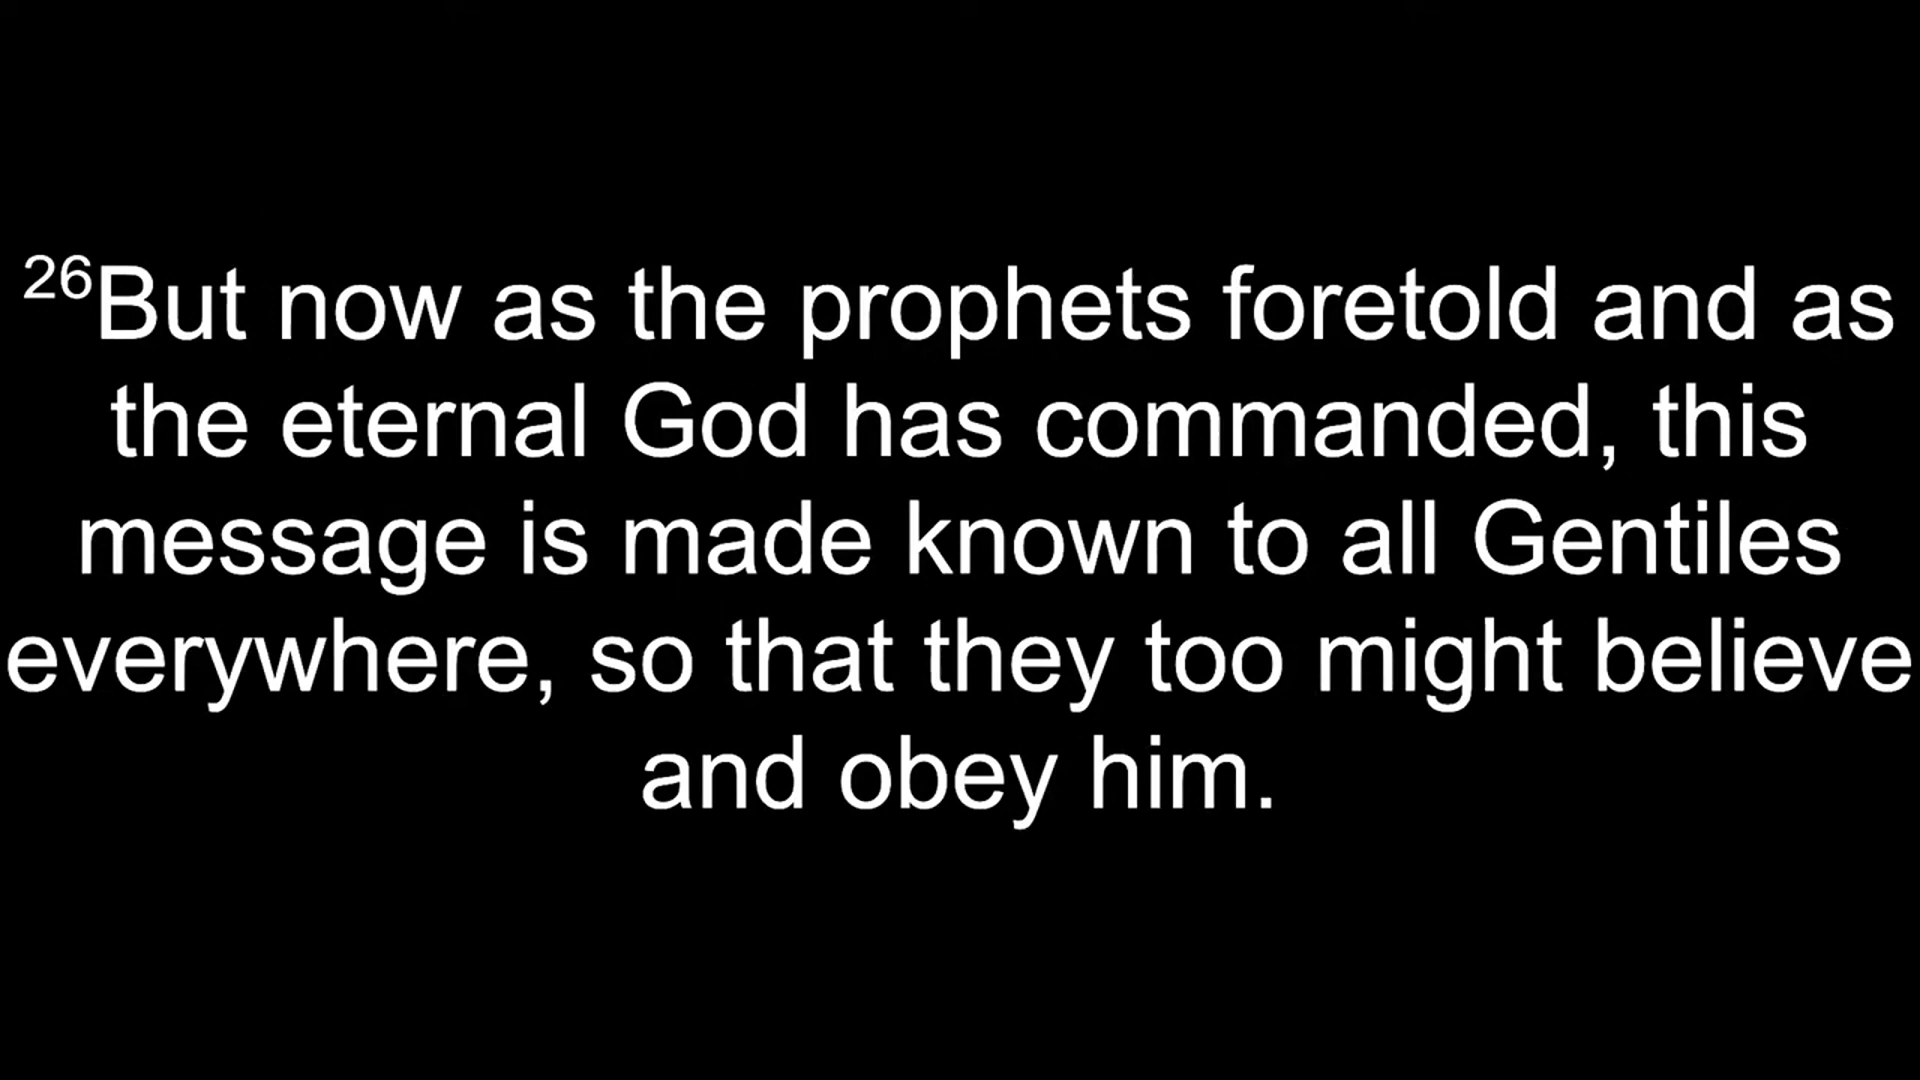 26But now as the prophets foretold and as
the eternal God has commanded, this
message is made known to all Gentiles
everywhere, so that they too might believe
and obey him.